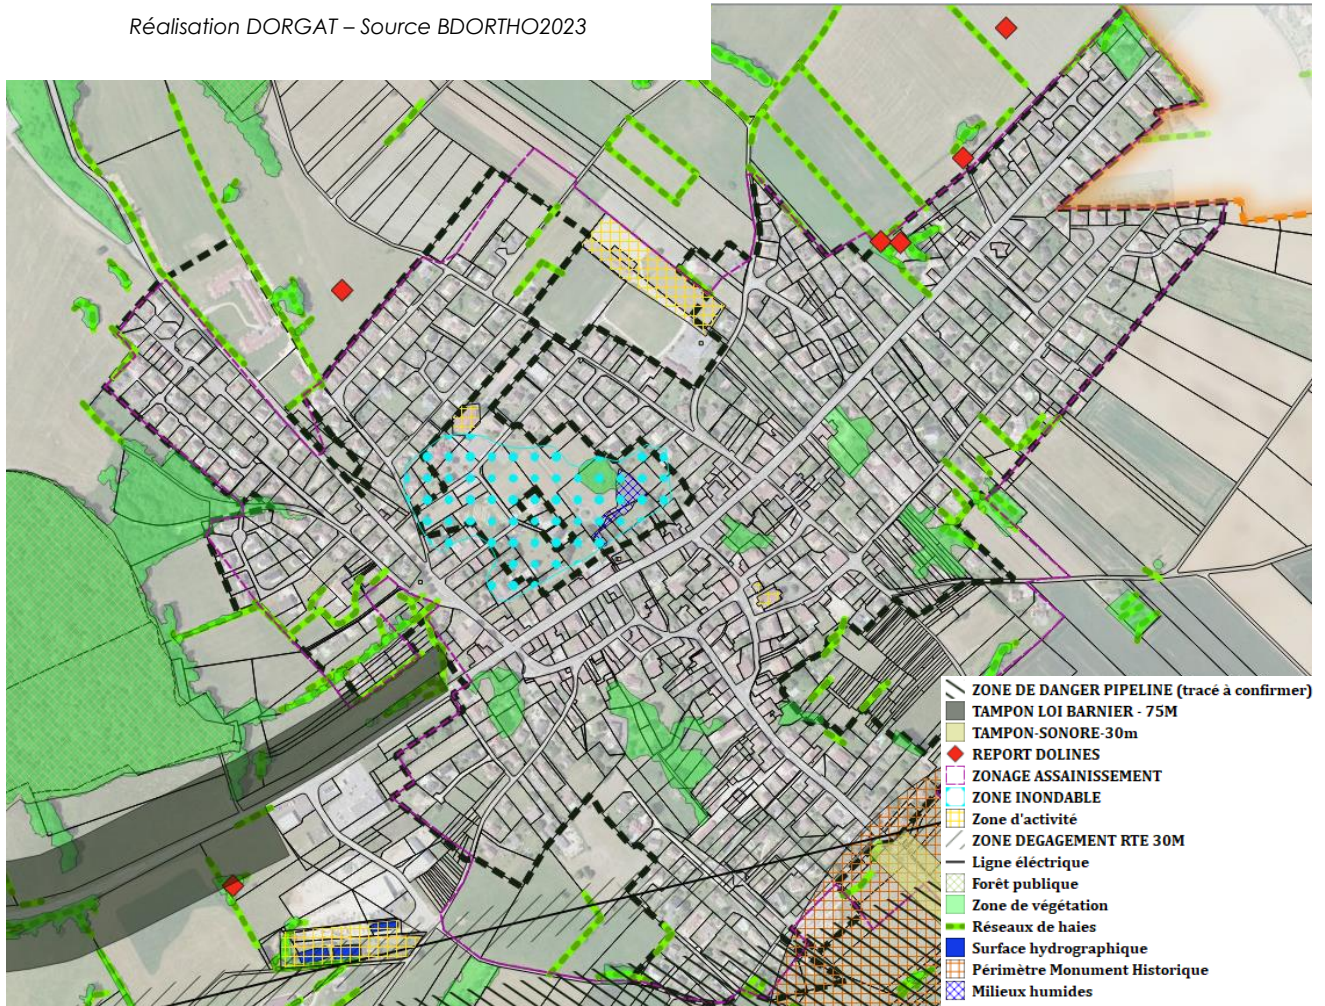 Réalisation DORGAT – Source BDORTHO2023
ZONE DE DANGER PIPELINE (tracé à confirmer)
TAMPON LOI BARNIER - 75M
TAMPON-SONORE-30m
REPORT DOLINES
ZONAGE ASSAINISSEMENT
ZONE INONDABLE
Zone d'activité
ZONE DEGAGEMENT RTE 30M
Ligne éléctrique
Forêt publique
Zone de végétation
Réseaux de haies
Surface hydrographique
Périmètre Monument Historique
Milieux humides